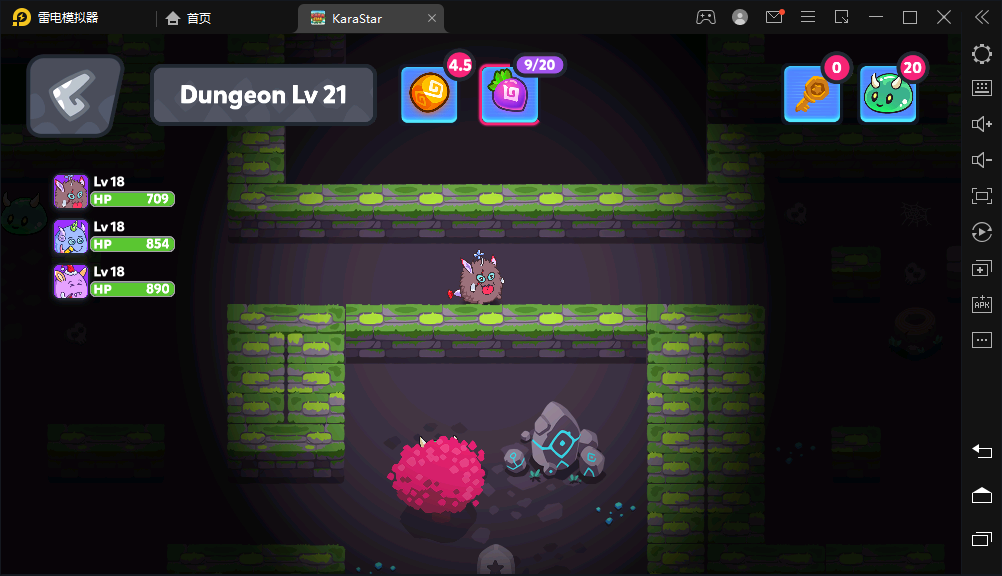 雷电模拟器
首页
KaraStar
Dungeon Lv 21
4.5
9/20
0
20
Lv 18
HP 709
Lv 18
HP 854
Lv 18
HP 890
APK